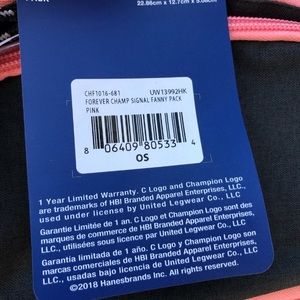 22.86cm x 12.7cm x 5.08cm
CHF1016-681 UW13992HK
FOREVER CHAMP SIGNAL FANNY PACK
PINK
8 06409 80533 4
OS
1 Year Limited Warranty. C Logo and Champion Logo
are trademarks of HBI Branded Apparel Enterprises, LLC,
used under license by United Legwear Co., LLC.
Garantie Limitée de 1 an. C Logo et Champion Logo sont
des marques de commerce de HBI Branded Apparel Enterprises,
LLC., utilisées sous licence de United Legwear Co., LLC.
Garantía limitada de 1 año. C Logo y Champion Logo son
marcas comerciales de HBI Branded Apparel Enterprises,
LLC., usadas bajo licencia de United Legwear Co., LLC.
©2018 Hanesbrands Inc. All rights reserved.